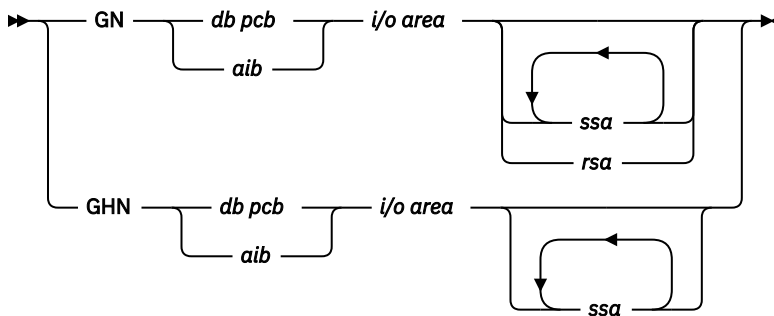 GN db pcb i/o area
aib
ssa
rsa
GHN db pcb i/o area
aib
ssa